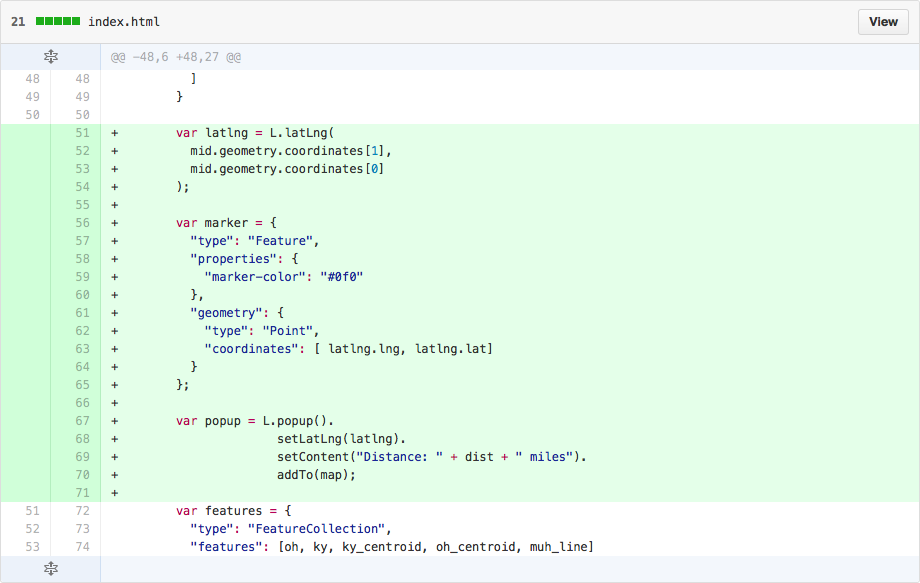 21 index.html View
@@ -48,6 +48,27 @@
48 48 ]
49 49 }
50 50
51 + var latlng = L.latLng(
52 + mid.geometry.coordinates[1],
53 + mid.geometry.coordinates[0]
54 + );
55 +
56 + var marker = {
57 + "type": "Feature",
58 + "properties": {
59 + "marker-color": "#0f0"
60 + },
61 + "geometry": {
62 + "type": "Point",
63 + "coordinates": [ latlng.lng, latlng.lat]
64 + }
65 + };
66 +
67 + var popup = L.popup().
68 + setLatLng(latlng).
69 + setContent("Distance: " + dist + " miles").
70 + addTo(map);
71 +
51 72 var features = {
52 73 "type": "FeatureCollection",
53 74 "features": [oh, ky, ky_centroid, oh_centroid, muh_line]